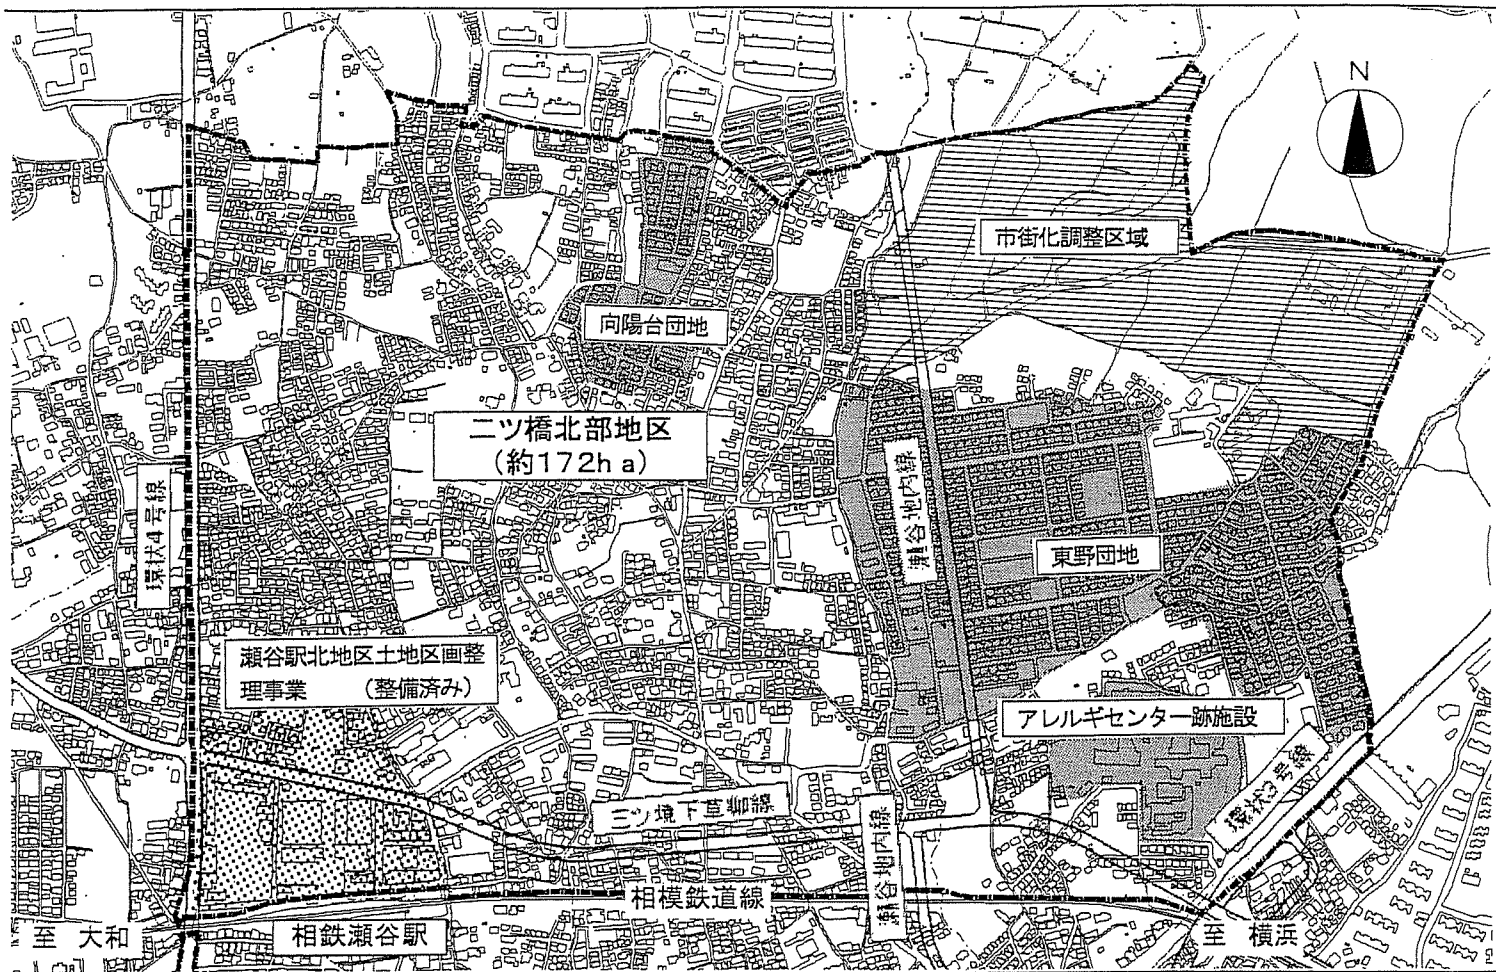 N
市街化調整区域
向陽台団地
二ツ橋北部地区
(約172ha)
環状4号線
瀬谷地内線
東野団地
瀬谷駅北地区土地区画整
理事業 (整備済み)
アレルギセンター跡施設
環状3号線
三ツ境下草柳線
瀬谷地内線
相模鉄道線
至 大和
相鉄瀬谷駅
至 横浜